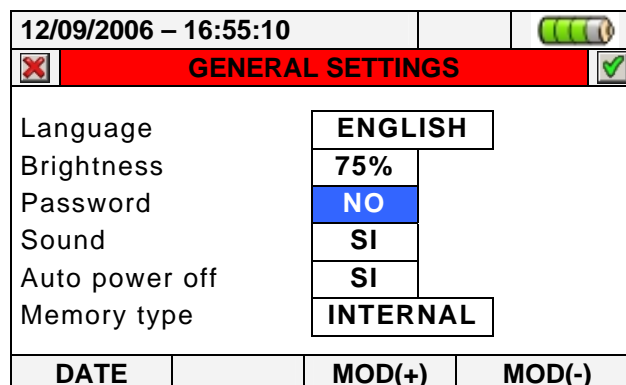 12/09/2006 – 16:55:10
GENERAL SETTINGS
Language ENGLISH
Brightness 75%
Password NO
Sound SI
Auto power off SI
Memory type INTERNAL
DATE MOD(+) MOD(-)